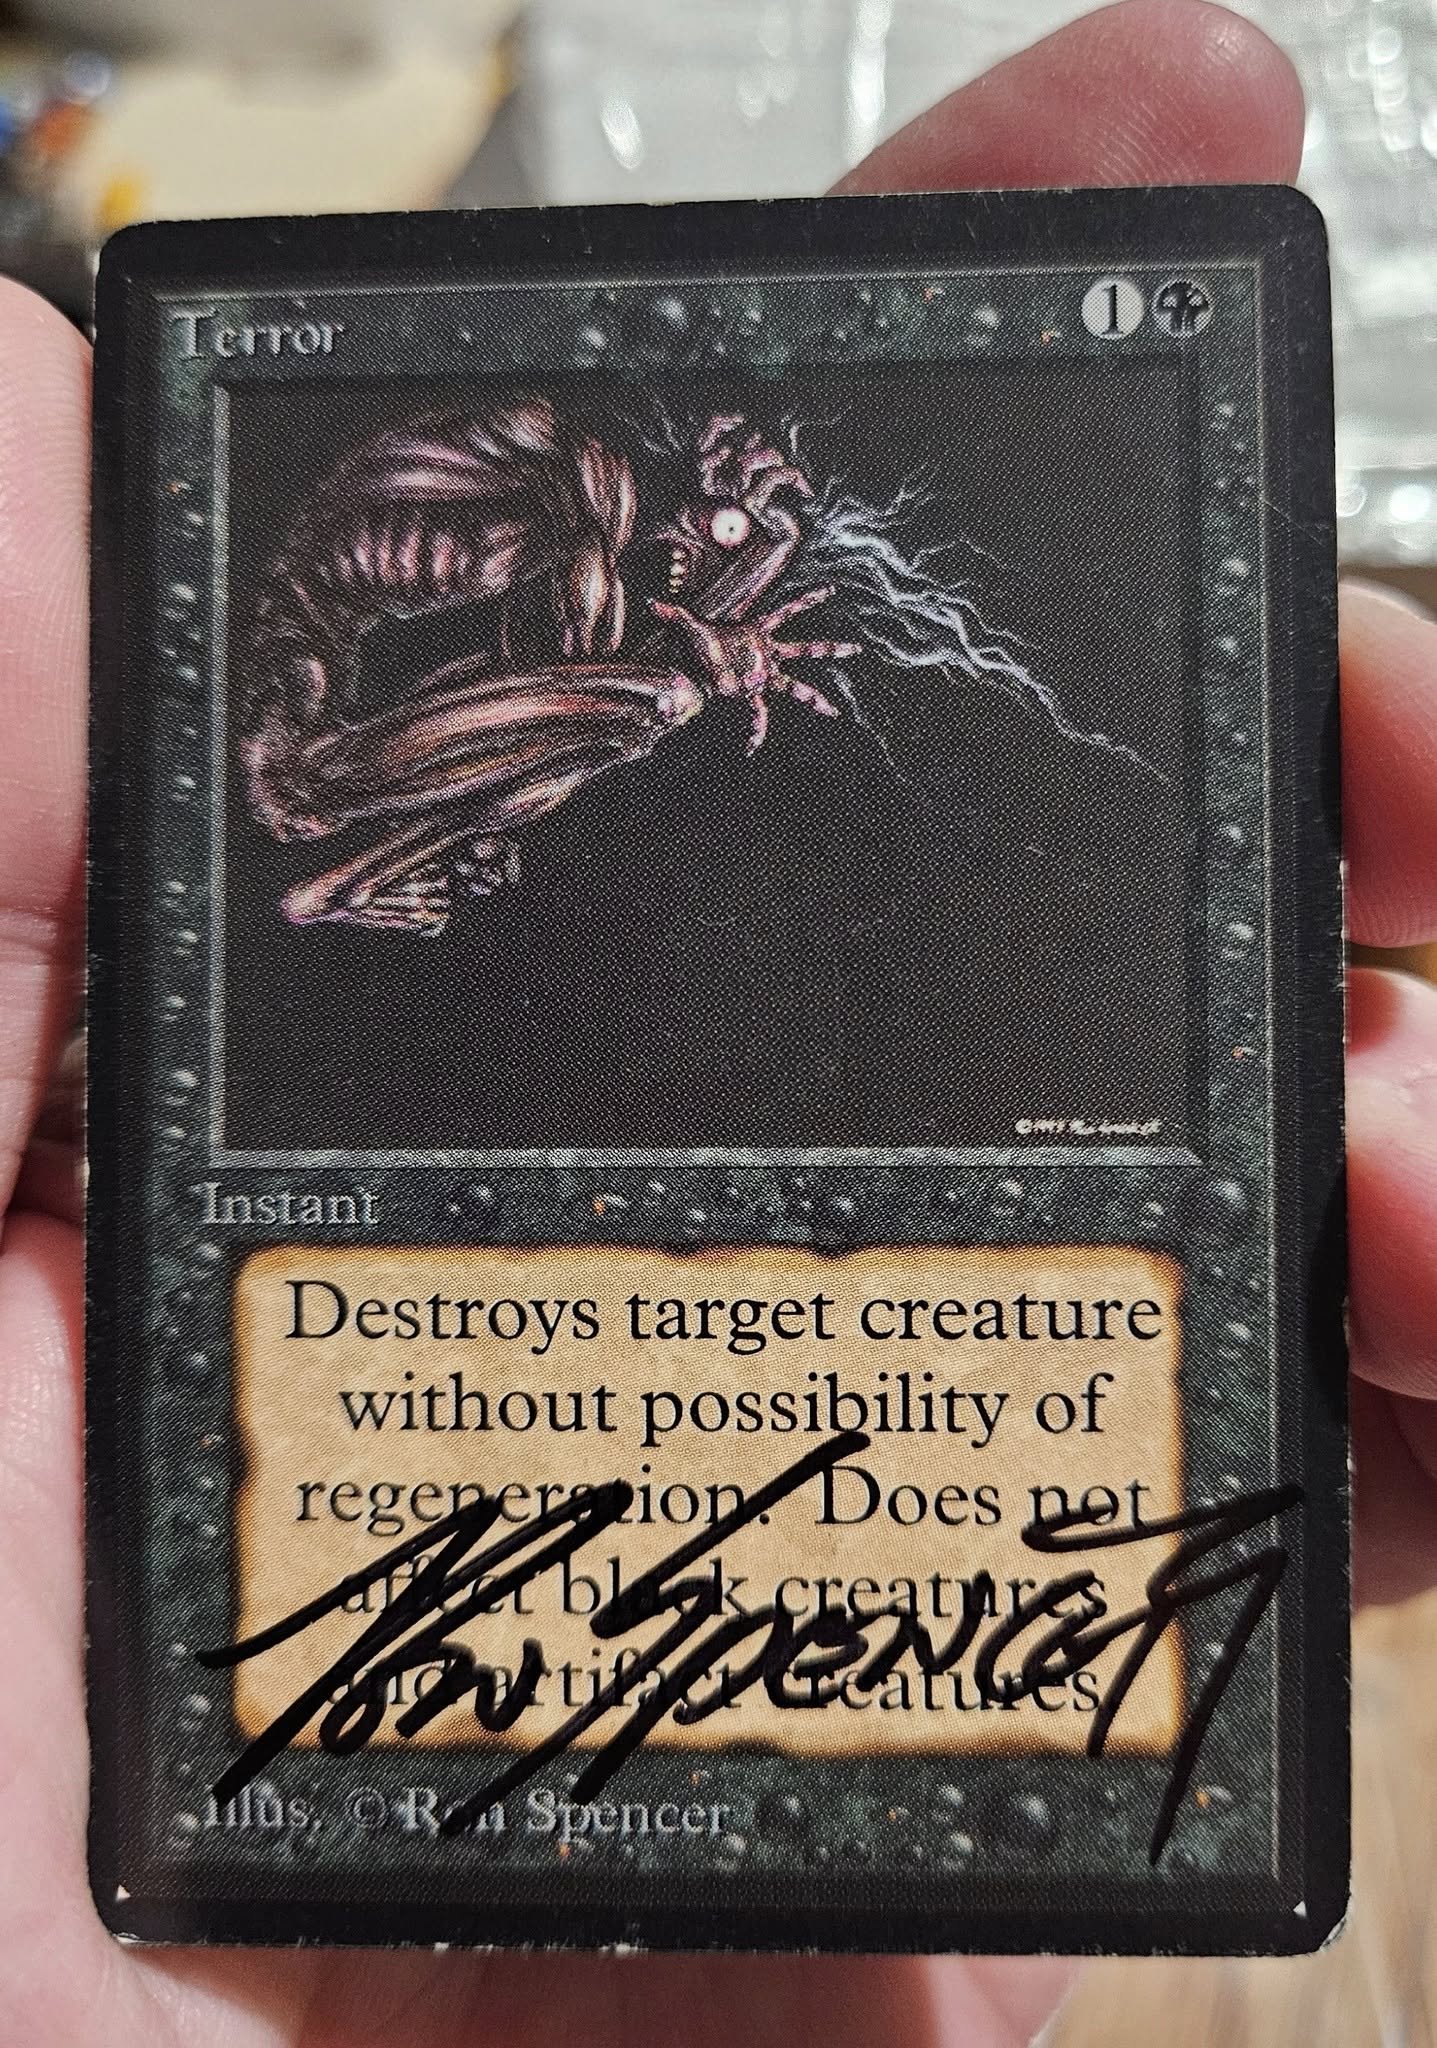 Terror 1
Instant
Destroys target creature
without possibility of
regeneration. Does not
affect black creatures
and artifact creatures.
Ron Spencer
Illus. © Ron Spencer